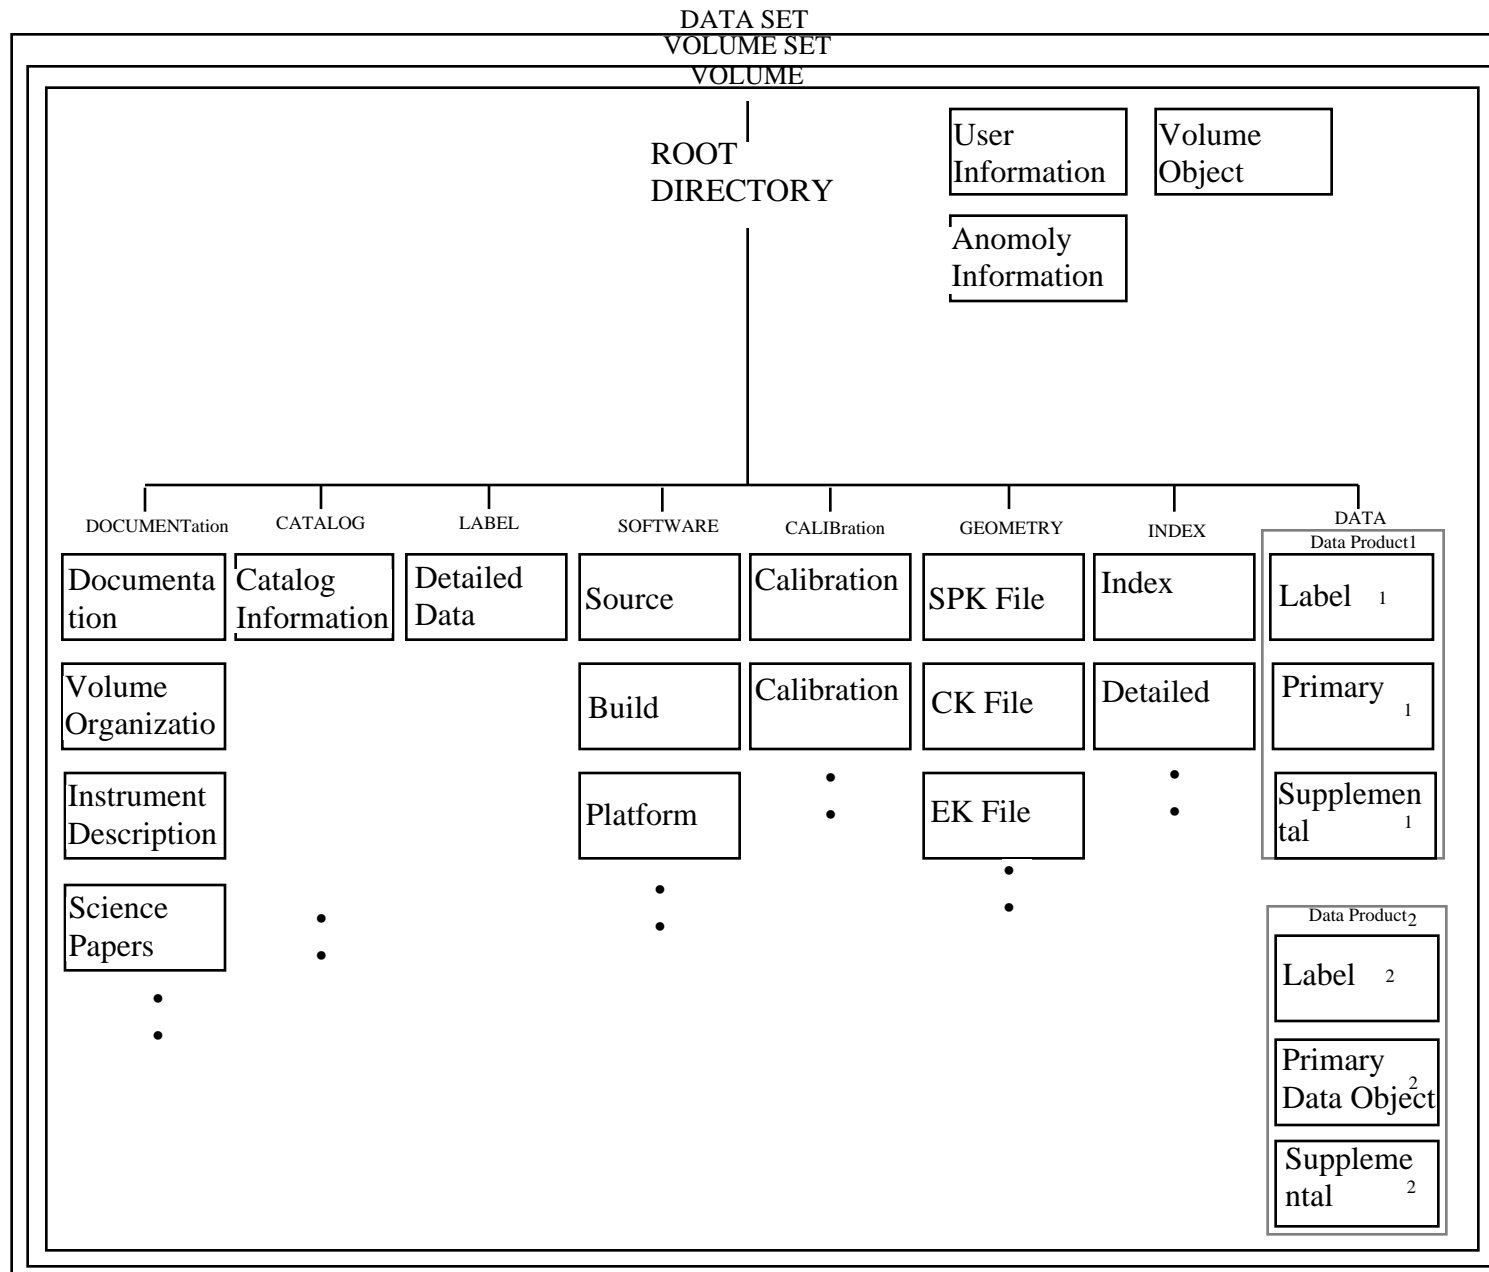 DATA SET
VOLUME SET
VOLUME
ROOT
DIRECTORY
User
Information
Volume
Object
Anomoly
Information
DOCUMENTation
CATALOG
LABEL
SOFTWARE
CALIBration
GEOMETRY
INDEX
DATA
Documenta
tion
Volume
Organizatio
Instrument
Description
Science
Papers
•
•
Catalog
Information
•
•
Detailed
Data
Source
Build
Platform
•
•
Calibration
Calibration
•
•
SPK File
CK File
EK File
•
•
Index
Detailed
•
•
Data Product1
Label 1
Primary
1
Supplemen
tal 1
Data Product2
Label 2
Primary
2
Data Object
Suppleme
ntal 2